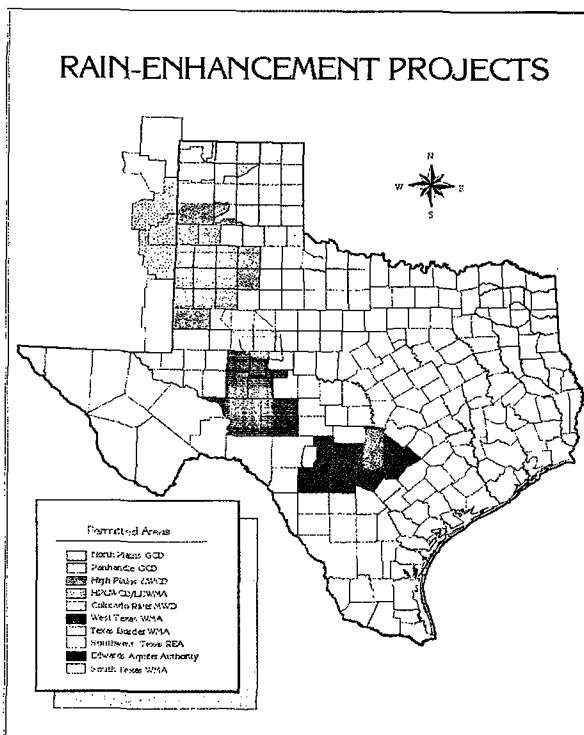 RAIN-ENHANCEMENT PROJECTS
N
W E
S
Permitted Areas
North Plains GCD
Panhandle GCD
High Plains UWCD
Colorado River MWD
West Texas WMA
Texas Border WMA
Southwest Texas REA
Edwards Aquifer Authority
South Texas WMA